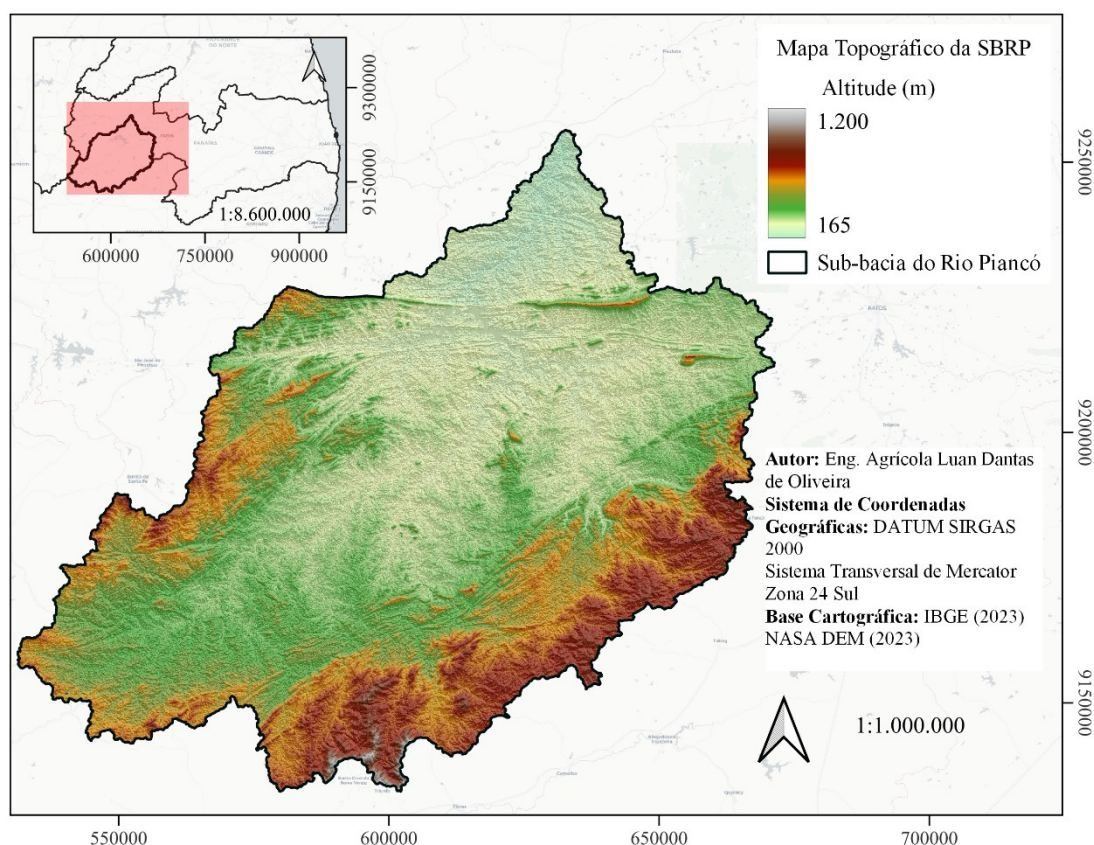 Mapa Topográfico da SBRP
Altitude (m)
1.200
165
Sub-bacia do Rio Piancó
9300000
9150000
1:8.600.000
600000
750000
900000
9250000
9200000
9150000
PATOS
Autor: Eng. Agrícola Luan Dantas
de Oliveira
Sistema de Coordenadas
Geográficas: DATUM SIRGAS
2000
Sistema Transversal de Mercator
Zona 24 Sul
Base Cartográfica: IBGE (2023)
NASA DEM (2023)
1:1.000.000
550000
600000
650000
700000